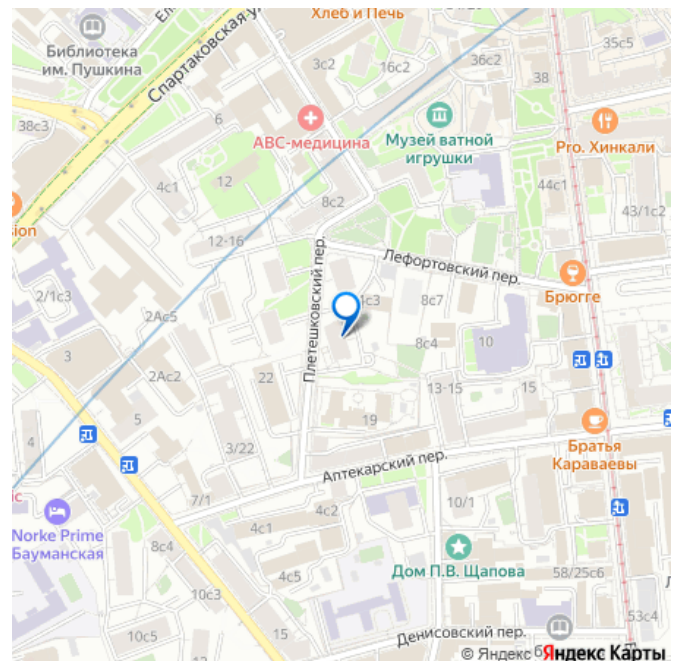 Хлеб и Печь
Библиотека
им. Пушкина
Спартаковская ул
3с2
16с2
36с2
35с5
38
38с3
6
АВС-медицина
Музей ватной
игрушки
Pro. Хинкали
4с1
12
8с2
44с1
43/1с2
sion
12-16
Лефортовский пер.
Брюгге
Плетешковский пер.
2/1с3
2Ас5
8с7
8с4
10
3
2Ас2
22
13-15
15
5
19
4
3/22
Аптекарский пер.
Братья
Караваевы
7/1
10/1
Norke Prime
Бауманская
4с1
4с2
8с4
Дом П.В. Щапова
58/25с6
4с5
10с3
53с4
10с5
15
Денисовский пер.
© Яндекс
Яндекс Карты